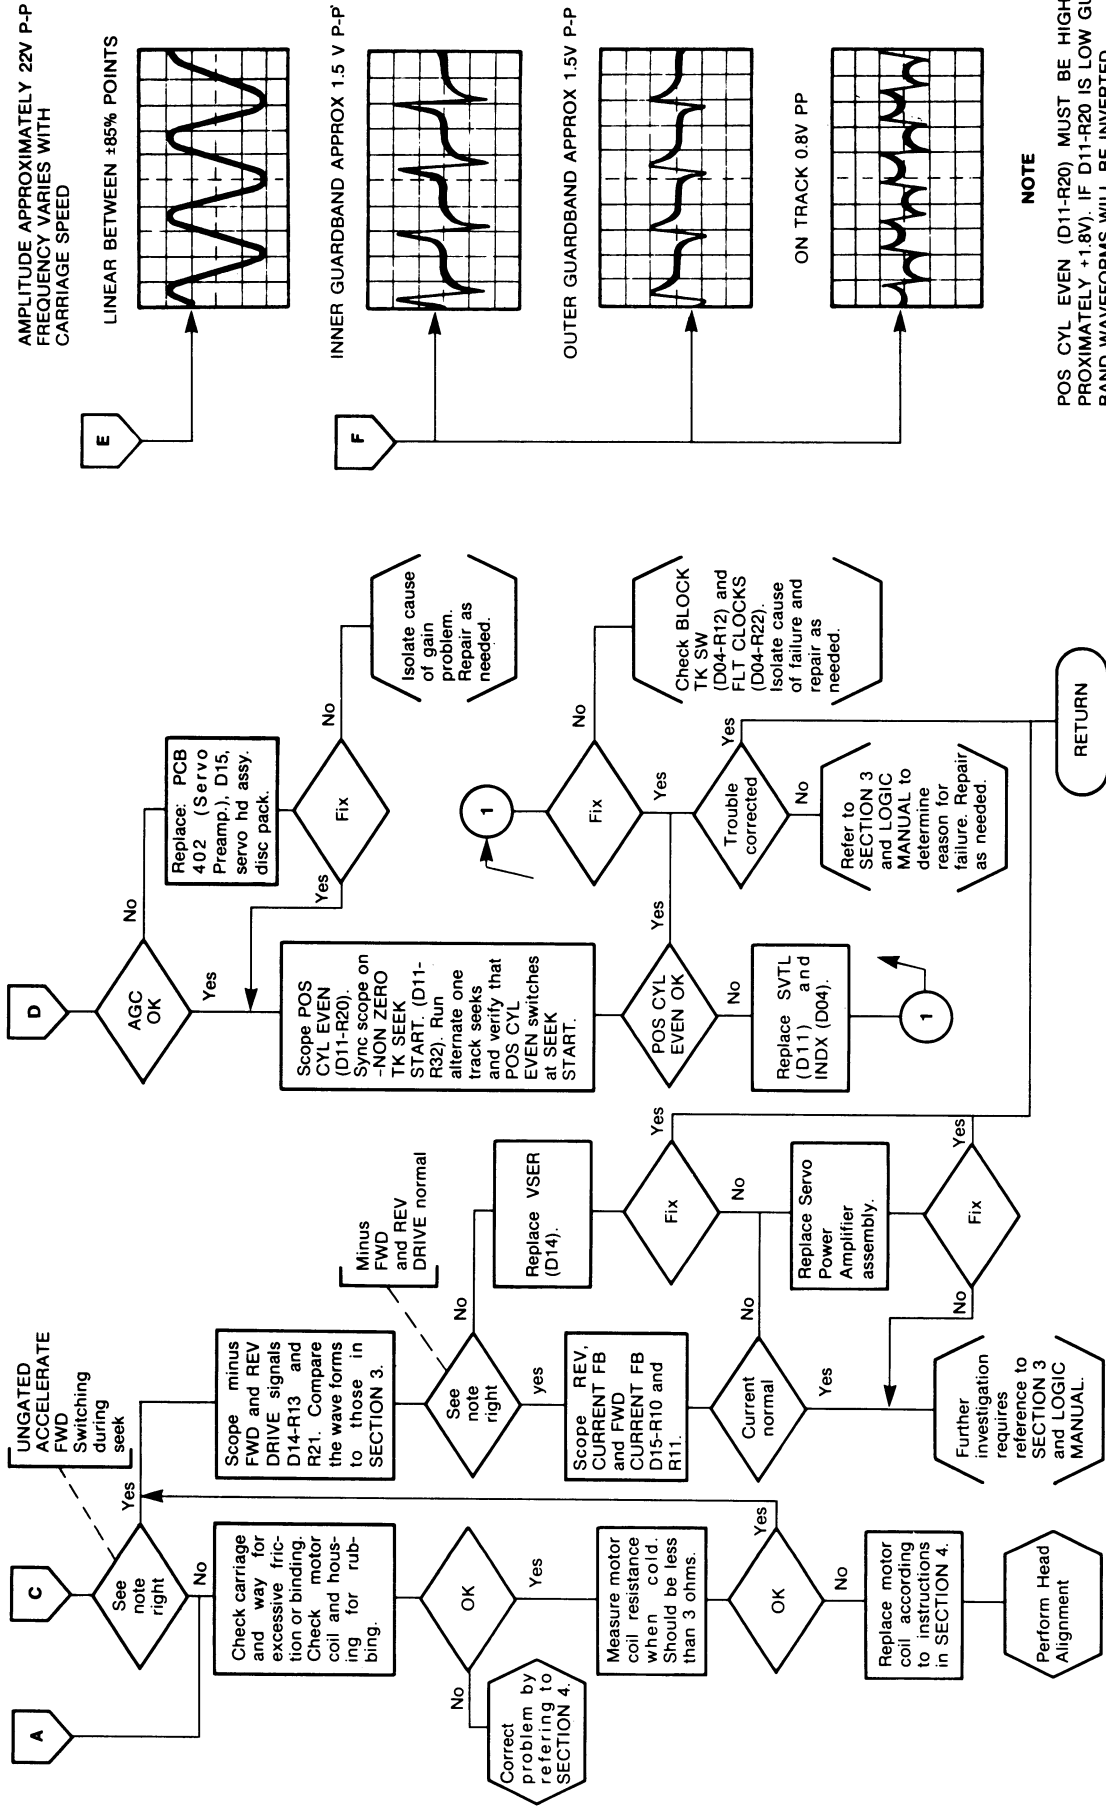 A
C
See
note
right
UNGATED
ACCELERATE
FWD
Switching
during
seek
Yes
No
Check carriage
and way for
excessive fric-
tion or binding.
Check motor
coil and hous-
ing for rub-
bing.
OK
No
Correct
problem by
refering to
SECTION 4.
Yes
Measure motor
coil resistance
when cold.
Should be less
than 3 ohms.
OK
Yes
No
Replace motor
coil according
to instructions
in SECTION 4.
Perform Head
Alignment
Scope minus
FWD and REV
DRIVE signals
D14-R13 and
R21. Compare
the wave forms
to those in
SECTION 3.
Minus
FWD
and REV
DRIVE normal
See
note
right
No
yes
Scope REV,
CURRENT FB
and FWD
CURRENT FB
D15-R10 and
R11.
Current
normal
No
Yes
Further
investigation
requires
reference to
SECTION 3
and LOGIC
MANUAL.
Replace VSER
(D14).
Fix
Yes
No
Replace Servo
Power
Amplifier
assembly.
Fix
Yes
No
D
AGC
OK
No
Yes
Replace: PCB
402 (Servo
Preamp.), D15,
servo hd assy.
disc pack.
Fix
Yes
No
Isolate cause
of gain
problem.
Repair as
needed.
Scope POS
CYL EVEN
(D11-R20).
Sync scope on
-NON ZERO
TK SEEK
START. (D11-
R32). Run
alternate one
track seeks
and verify that
POS CYL
EVEN switches
at SEEK
START.
POS CYL
EVEN OK
Yes
No
Replace SVTL
(D11) and
INDX (D04).
1
1
Fix
No
Yes
Check BLOCK
TK SW
(D04-R12) and
FLT CLOCKS
(D04-R22).
Isolate cause
of failure and
repair as
needed.
Trouble
corrected
Yes
No
Refer to
SECTION 3
and LOGIC
MANUAL to
determine
reason for
failure. Repair
as needed.
RETURN
E
AMPLITUDE APPROXIMATELY 22V P-P
FREQUENCY VARIES WITH
CARRIAGE SPEED
LINEAR BETWEEN ±85% POINTS
F
INNER GUARDBAND APPROX 1.5 V P-P
OUTER GUARDBAND APPROX 1.5V P-P
ON TRACK 0.8V PP
NOTE
POS CYL EVEN (D11-R20) MUST BE HIGH
PROXIMATELY +1.8V). IF D11-R20 IS LOW GU
BAND WAVEFORMS WILL BE INVERTED